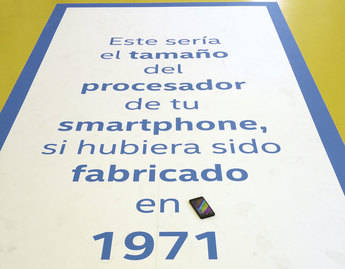 Este sería
el tamaño
del
procesador
de tu
smartphone,
si hubiera sido
fabricado
en
1971